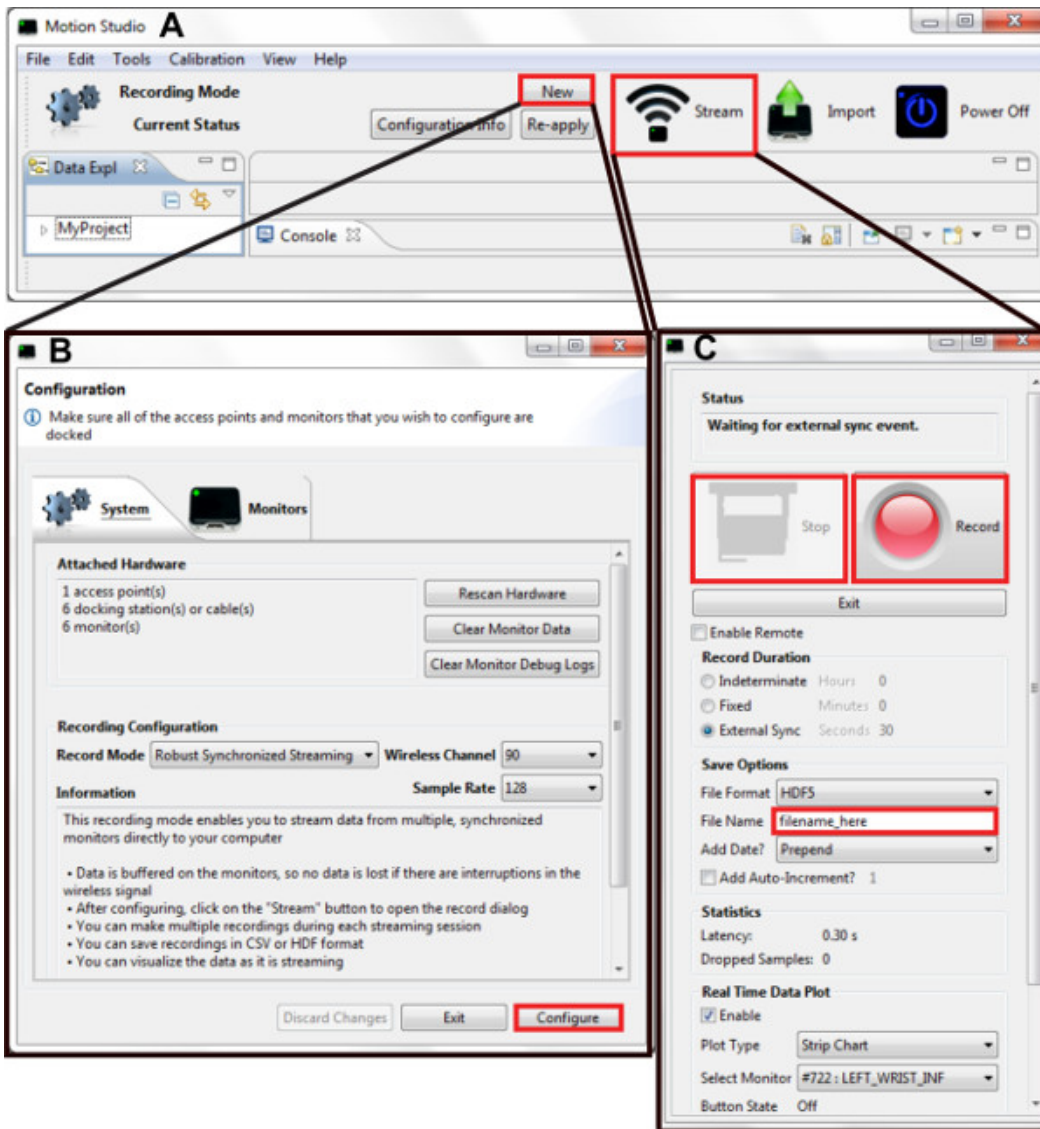 Motion Studio A
File Edit Tools Calibration View Help
Recording Mode
Current Status
New
Configuration Info
Re-apply
Stream
Import
Power Off
Data Expl
MyProject
Console
B
Configuration
Make sure all of the access points and monitors that you wish to configure are
docked
System
Monitors
Attached Hardware
1 access point(s)
6 docking station(s) or cable(s)
6 monitor(s)
Rescan Hardware
Clear Monitor Data
Clear Monitor Debug Logs
Recording Configuration
Record Mode Robust Synchronized Streaming Wireless Channel 90
Information
Sample Rate 128
This recording mode enables you to stream data from multiple, synchronized
monitors directly to your computer
• Data is buffered on the monitors, so no data is lost if there are interruptions in the
wireless signal
• After configuring, click on the "Stream" button to open the record dialog
• You can make multiple recordings during each streaming session
• You can save recordings in CSV or HDF format
• You can visualize the data as it is streaming
Discard Changes
Exit
Configure
C
Status
Waiting for external sync event.
Stop
Record
Exit
Enable Remote
Record Duration
Indeterminate Hours 0
Fixed Minutes 0
External Sync Seconds 30
Save Options
File Format HDF5
File Name filename_here
Add Date? Prepend
Add Auto-Increment? 1
Statistics
Latency: 0.30 s
Dropped Samples: 0
Real Time Data Plot
Enable
Plot Type Strip Chart
Select Monitor #722 : LEFT_WRIST_INF
Button State Off